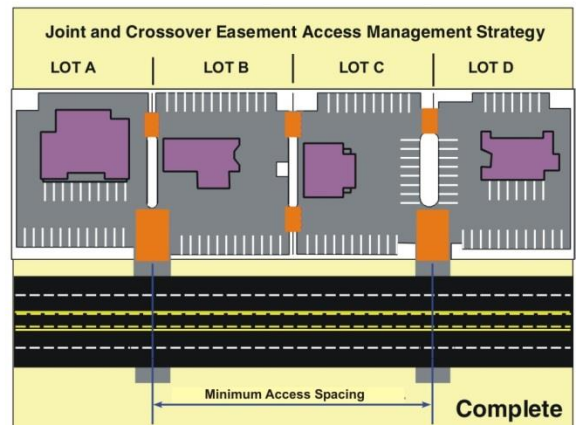 Joint and Crossover Easement Access Management Strategy
LOT A LOT B LOT C LOT D
Minimum Access Spacing
Complete